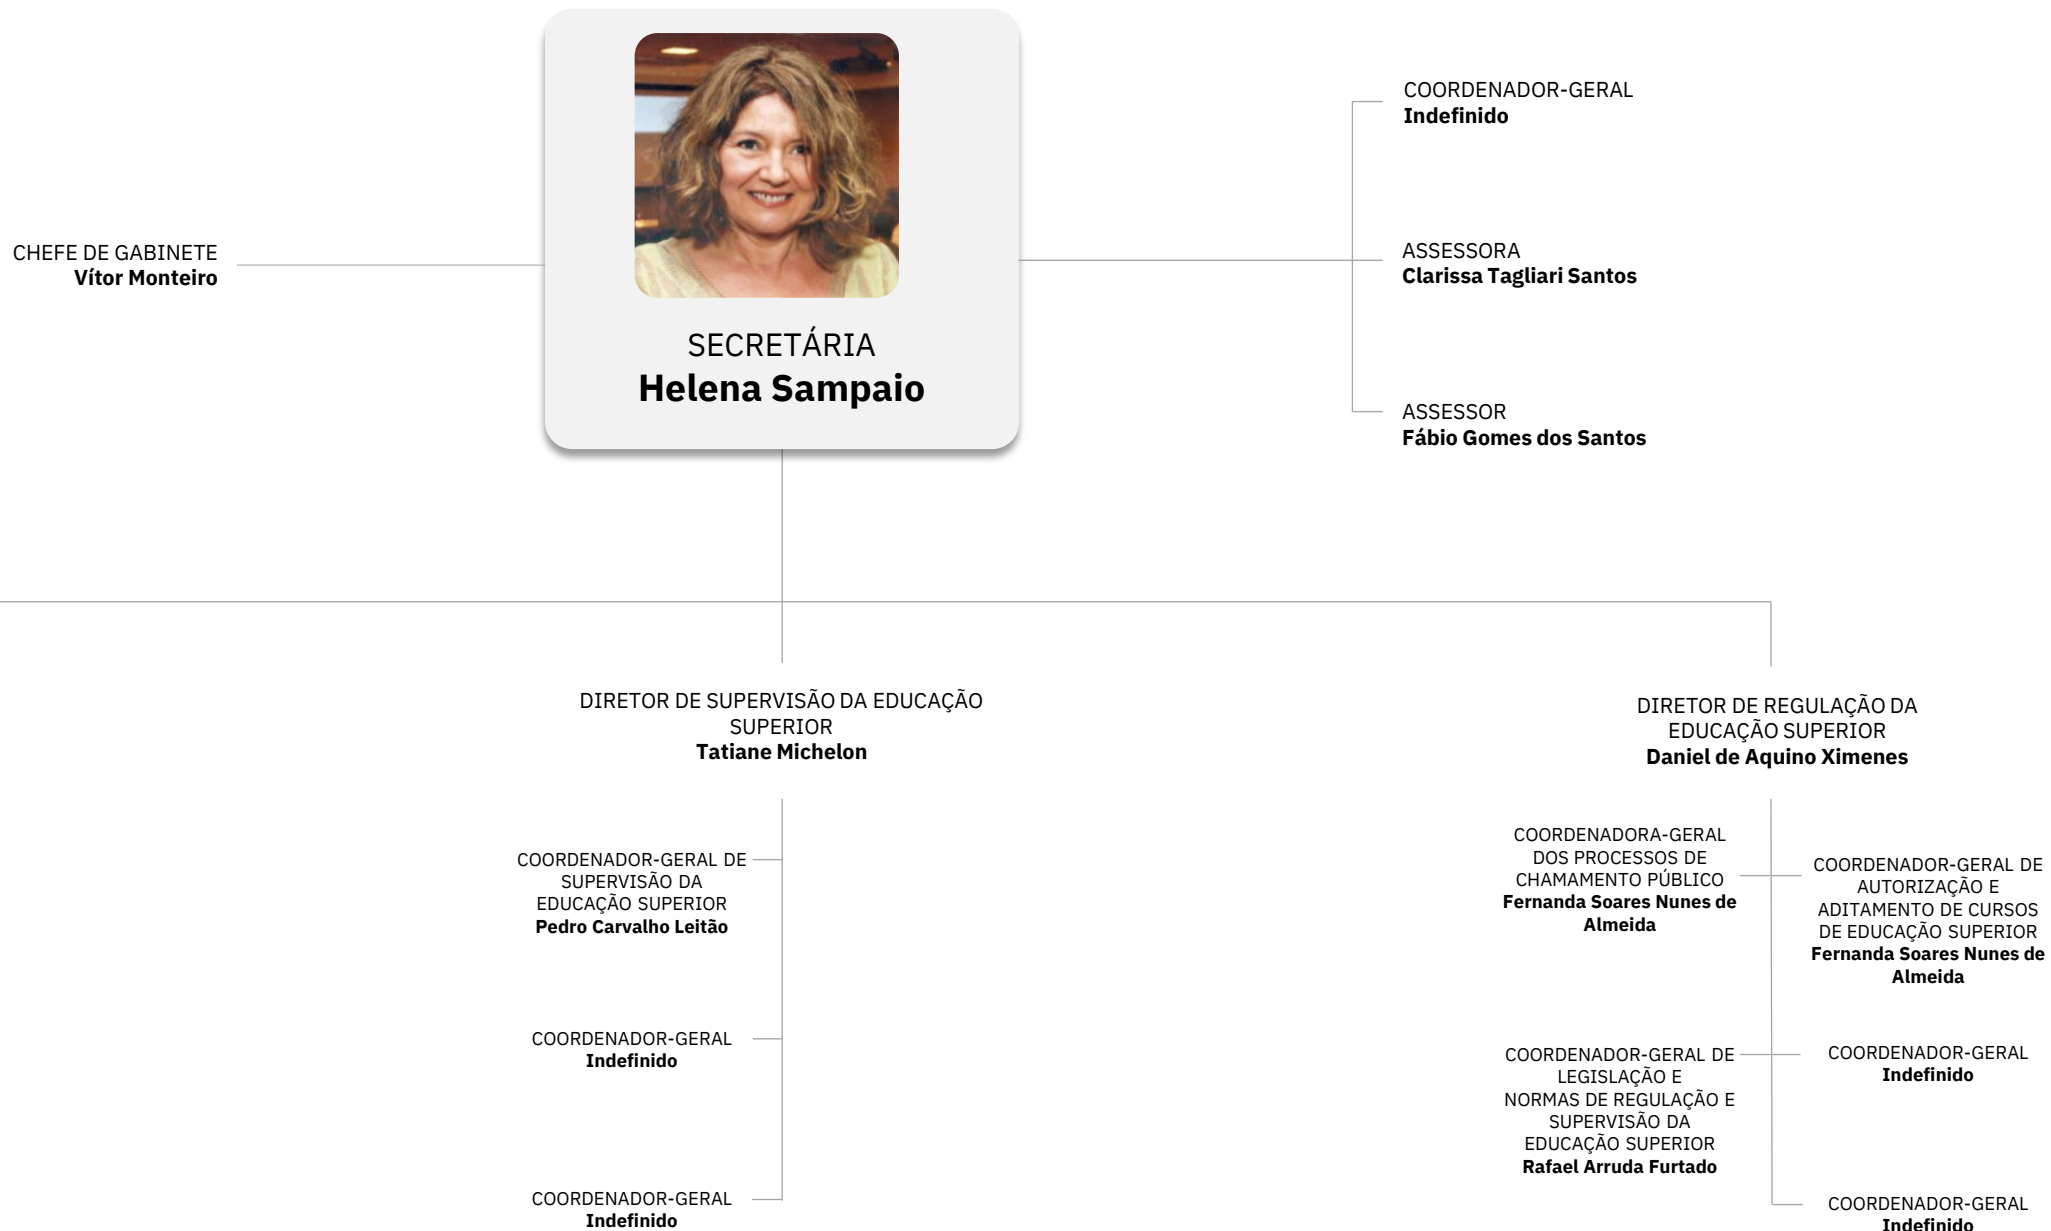 CHEFE DE GABINETE
Vítor Monteiro
SECRETÁRIA
Helena Sampaio
COORDENADOR-GERAL
Indefinido
ASSESSORA
Clarissa Tagliari Santos
ASSESSOR
Fábio Gomes dos Santos
DIRETOR DE SUPERVISÃO DA EDUCAÇÃO
SUPERIOR
Tatiane Michelon
COORDENADOR-GERAL DE
SUPERVISÃO DA
EDUCAÇÃO SUPERIOR
Pedro Carvalho Leitão
COORDENADOR-GERAL
Indefinido
COORDENADOR-GERAL
Indefinido
DIRETOR DE REGULAÇÃO DA
EDUCAÇÃO SUPERIOR
Daniel de Aquino Ximenes
COORDENADORA-GERAL
DOS PROCESSOS DE
CHAMAMENTO PÚBLICO
Fernanda Soares Nunes de
Almeida
COORDENADOR-GERAL DE
AUTORIZAÇÃO E
ADITAMENTO DE CURSOS
DE EDUCAÇÃO SUPERIOR
Fernanda Soares Nunes de
Almeida
COORDENADOR-GERAL DE
LEGISLAÇÃO E
NORMAS DE REGULAÇÃO E
SUPERVISÃO DA
EDUCAÇÃO SUPERIOR
Rafael Arruda Furtado
COORDENADOR-GERAL
Indefinido
COORDENADOR-GERAL
Indefinido